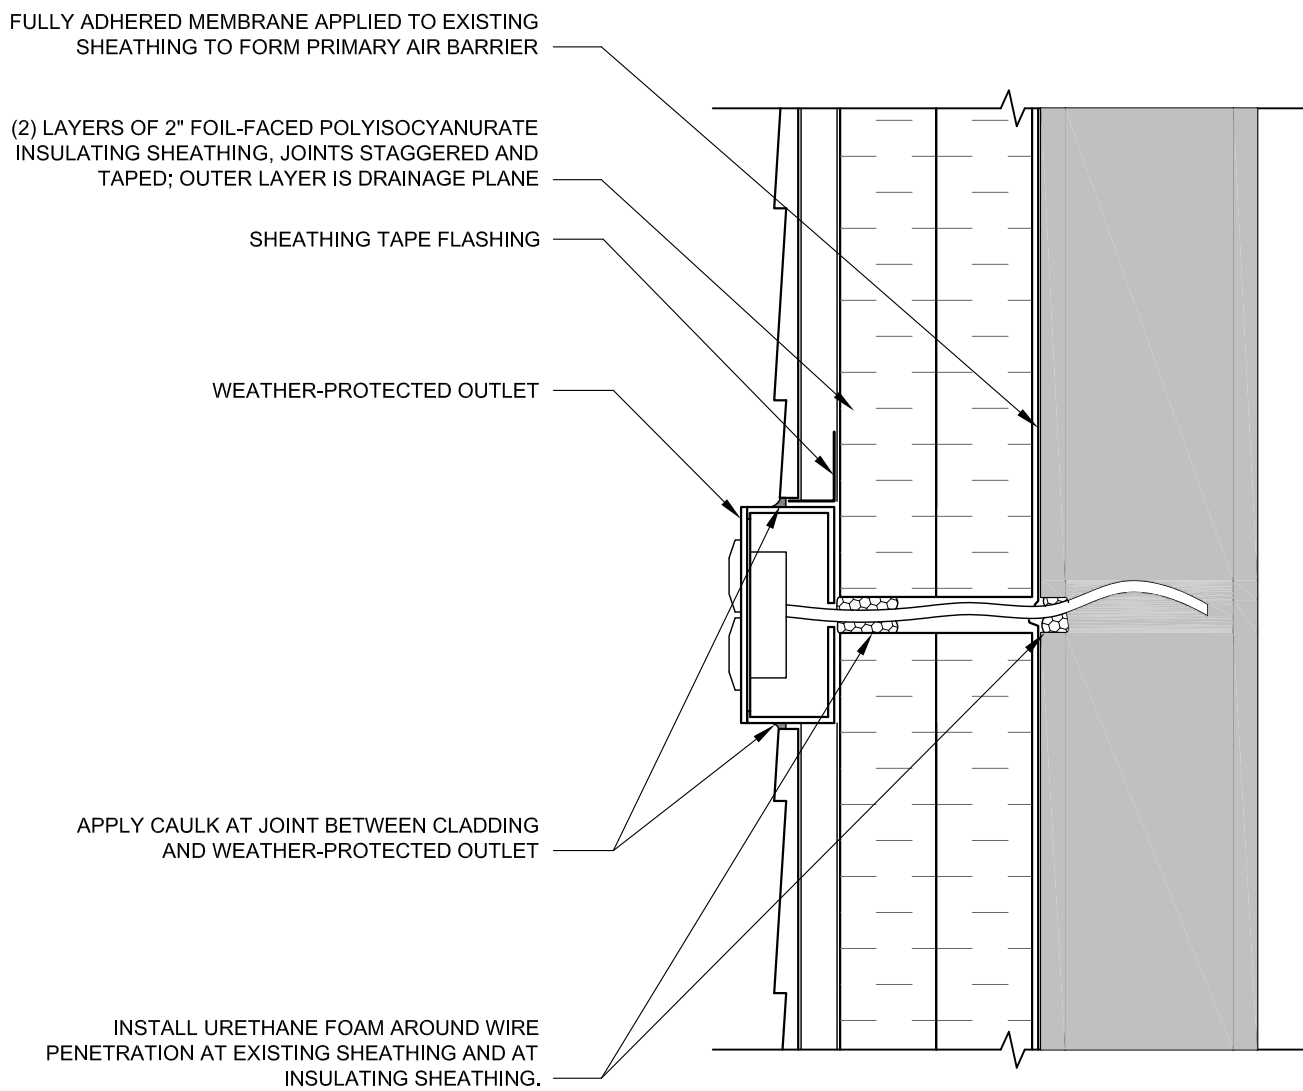 FULLY ADHERED MEMBRANE APPLIED TO EXISTING
SHEATHING TO FORM PRIMARY AIR BARRIER
(2) LAYERS OF 2" FOIL-FACED POLYISOCYANURATE
INSULATING SHEATHING, JOINTS STAGGERED AND
TAPED; OUTER LAYER IS DRAINAGE PLANE
SHEATHING TAPE FLASHING
WEATHER-PROTECTED OUTLET
APPLY CAULK AT JOINT BETWEEN CLADDING
AND WEATHER-PROTECTED OUTLET
INSTALL URETHANE FOAM AROUND WIRE
PENETRATION AT EXISTING SHEATHING AND AT
INSULATING SHEATHING.